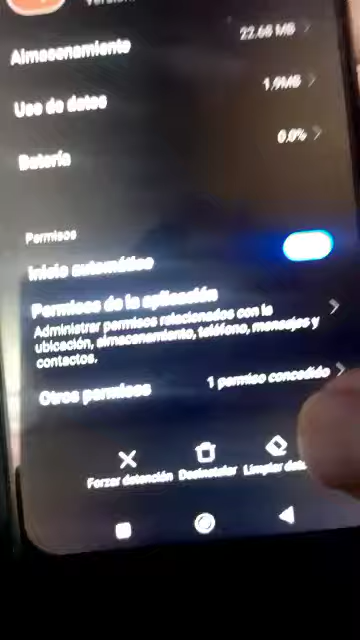 Almacenamiento 22.68 MB
Uso de datos 1.9MB
Batería 0.0%
Permisos
Inicio automático
Permisos de la aplicación
Administrar permisos relacionados con la
ubicación, almacenamiento, teléfono, mensajes y
contactos.
Otros permisos 1 permiso concedido
Forzar detención Desinstalar Limpiar